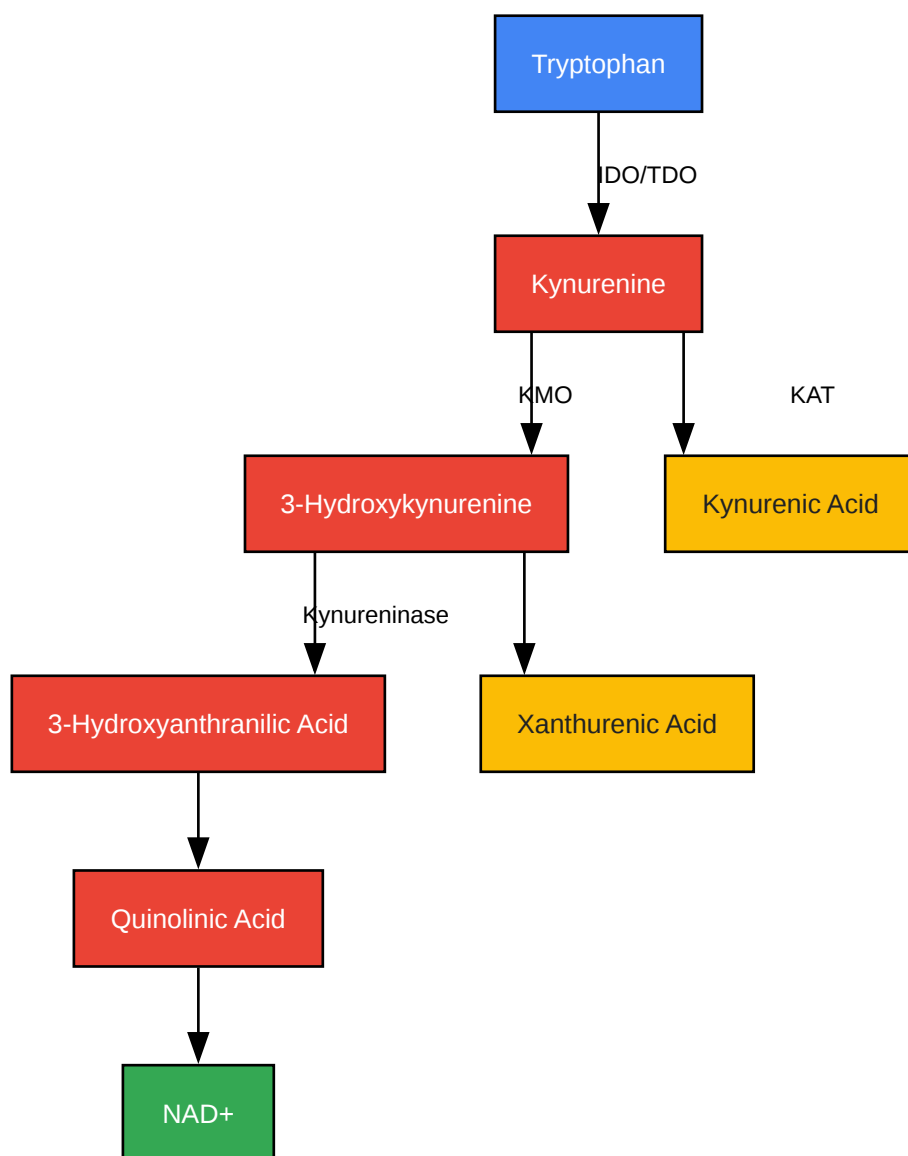 Tryptophan
IDO/TDO
Kynurenine
KMO
KAT
3-Hydroxykynurenine
Kynurenic Acid
Kynureninase
3-Hydroxyanthranilic Acid
Xanthurenic Acid
Quinolinic Acid
NAD+